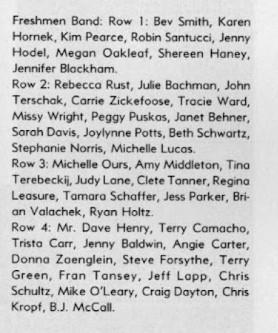 Freshmen Band: Row 1: Bev Smith, Karen
Hornek, Kim Pearce, Robin Santucci, Jenny
Hodel, Megan Oakleaf, Shereen Haney,
Jennifer Blackham.
Row 2: Rebecca Rust, Julie Bachman, John
Terschak, Carrie Zickefoose, Tracie Ward,
Missy Wright, Peggy Puskas, Janet Behner,
Sarah Davis, Joylynne Potts, Beth Schwartz,
Stephanie Norris, Michelle Lucas.
Row 3: Michelle Ours, Amy Middleton, Tina
Terebeckij, Judy Lane, Clete Tanner, Regina
Leasure, Tamara Schaffer, Jess Parker, Bri-
an Valachek, Ryan Holtz.
Row 4: Mr. Dave Henry, Terry Camacho,
Trista Carr, Jenny Baldwin, Angie Carter,
Donna Zaenglein, Steve Forsythe, Terry
Green, Fran Tansey, Jeff Lapp, Chris
Schultz, Mike O'Leary, Craig Dayton, Chris
Kropf, B.J. McCall.